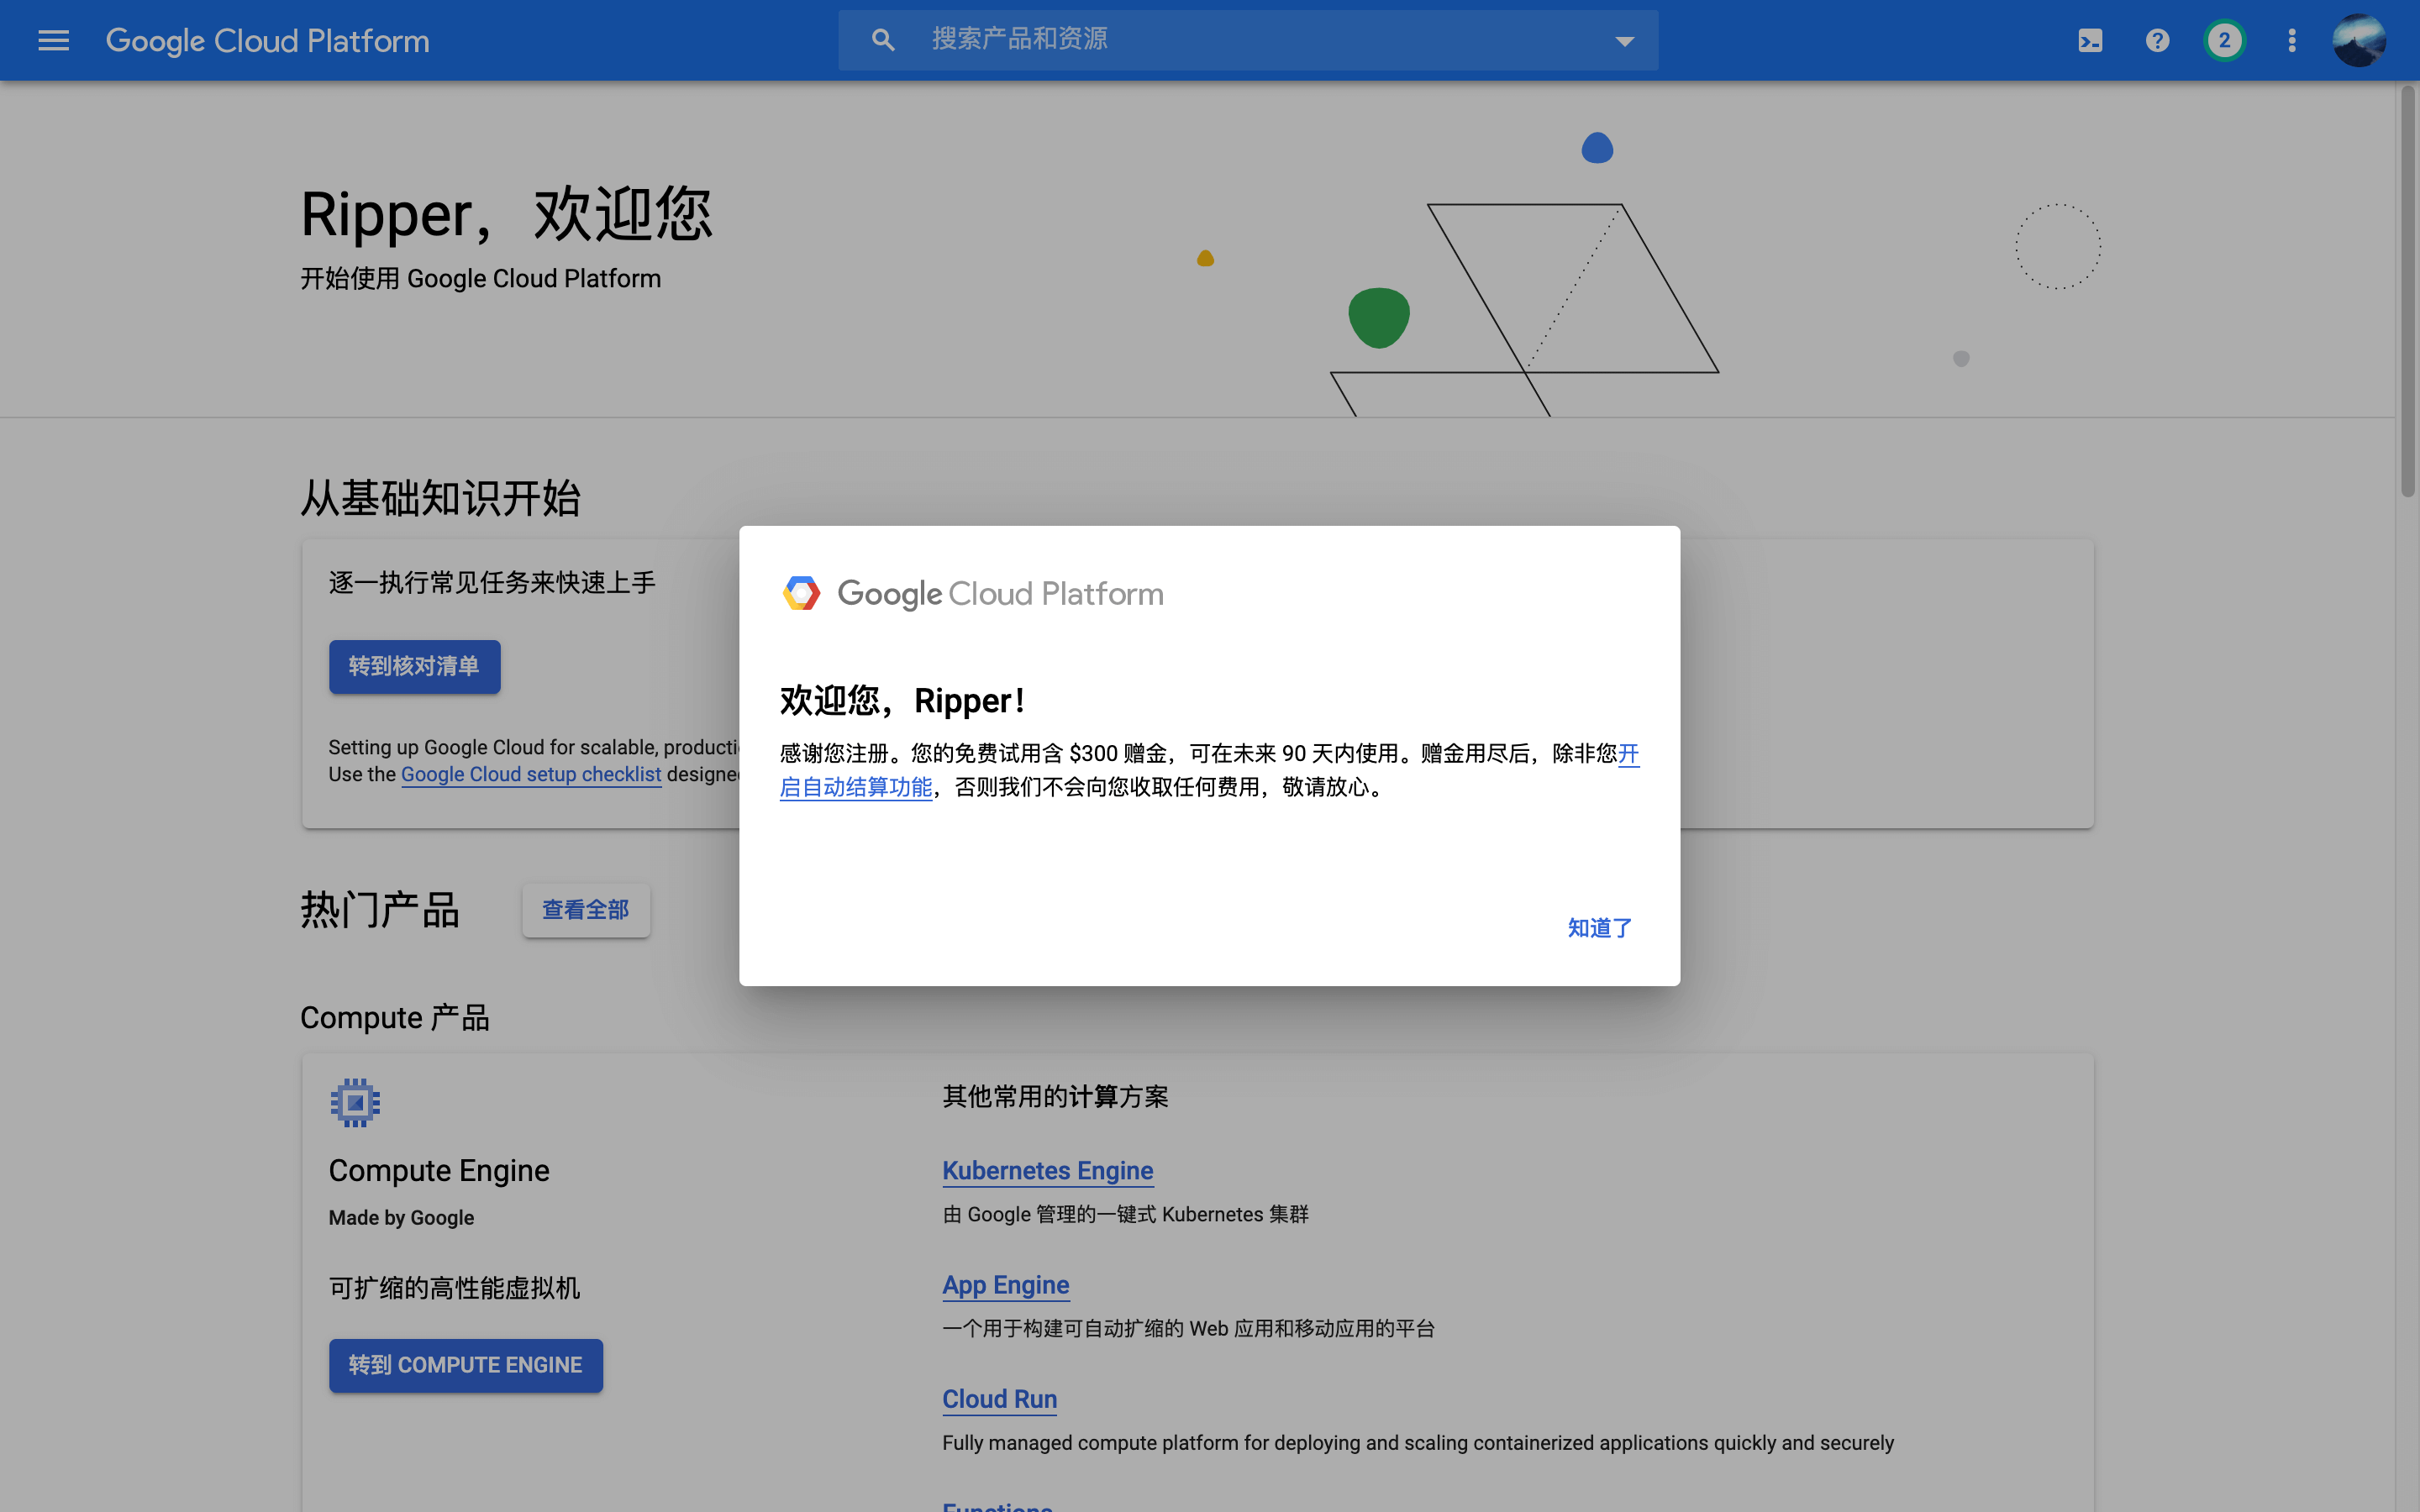 Google Cloud Platform
搜索产品和资源
2
Ripper，欢迎您
开始使用 Google Cloud Platform
从基础知识开始
逐一执行常见任务来快速上手
转到核对清单
Setting up Google Cloud for scalable,
Use the Google Cloud setup checklist
Google Cloud Platform
欢迎您，Ripper！
感谢您注册。您的免费试用含 $300 赠金，可在未来 90 天内使用。赠金用尽后，除非您开
启自动结算功能，否则我们不会向您收取任何费用，敬请放心。
知道了
热门产品
查看全部
Compute 产品
Compute Engine
Made by Google
可扩缩的高性能虚拟机
转到 COMPUTE ENGINE
其他常用的计算方案
Kubernetes Engine
由 Google 管理的一键式 Kubernetes 集群
App Engine
一个用于构建可自动扩缩的 Web 应用和移动应用的平台
Cloud Run
Fully managed compute platform for deploying and scaling containerized applications quickly and securely
Functions